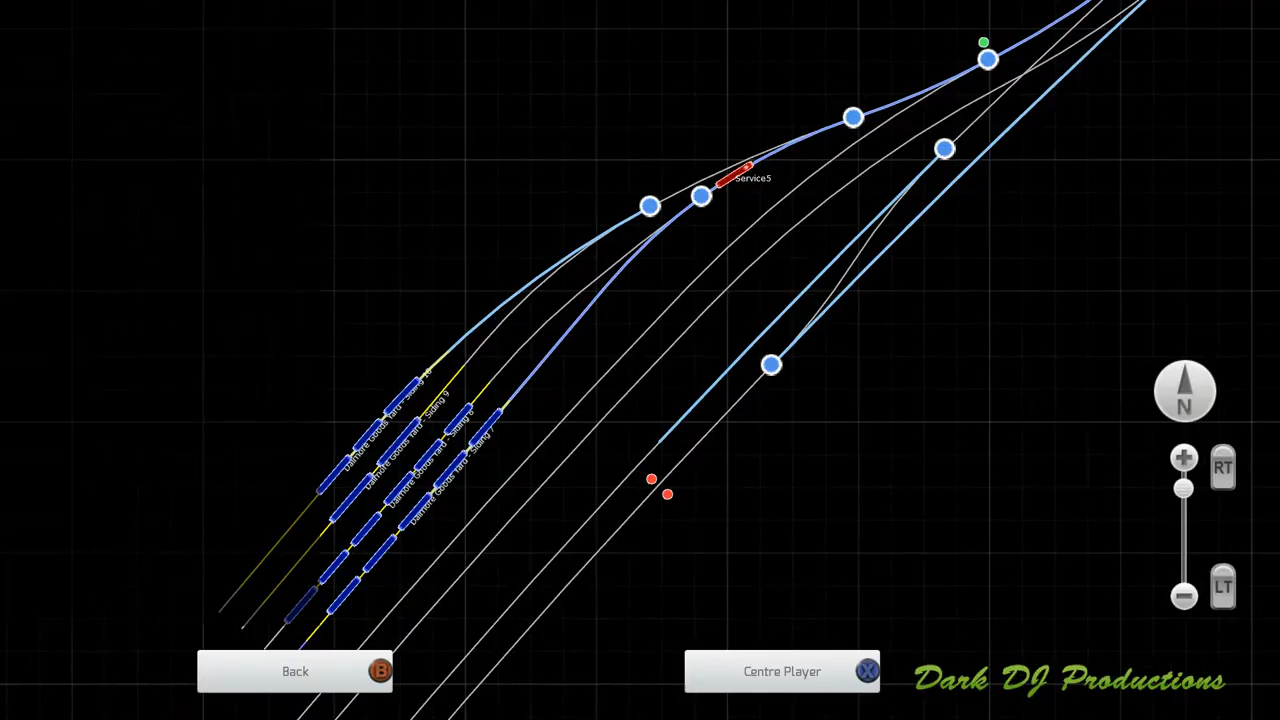 Service5
Dalmore Goods Yard - Siding 10
Dalmore Goods Yard - Siding 9
Dalmore Goods Yard - Siding 8
Dalmore Goods Yard - Siding 7
N
RT
LT
Back B
Centre Player X
Dark DJ Productions